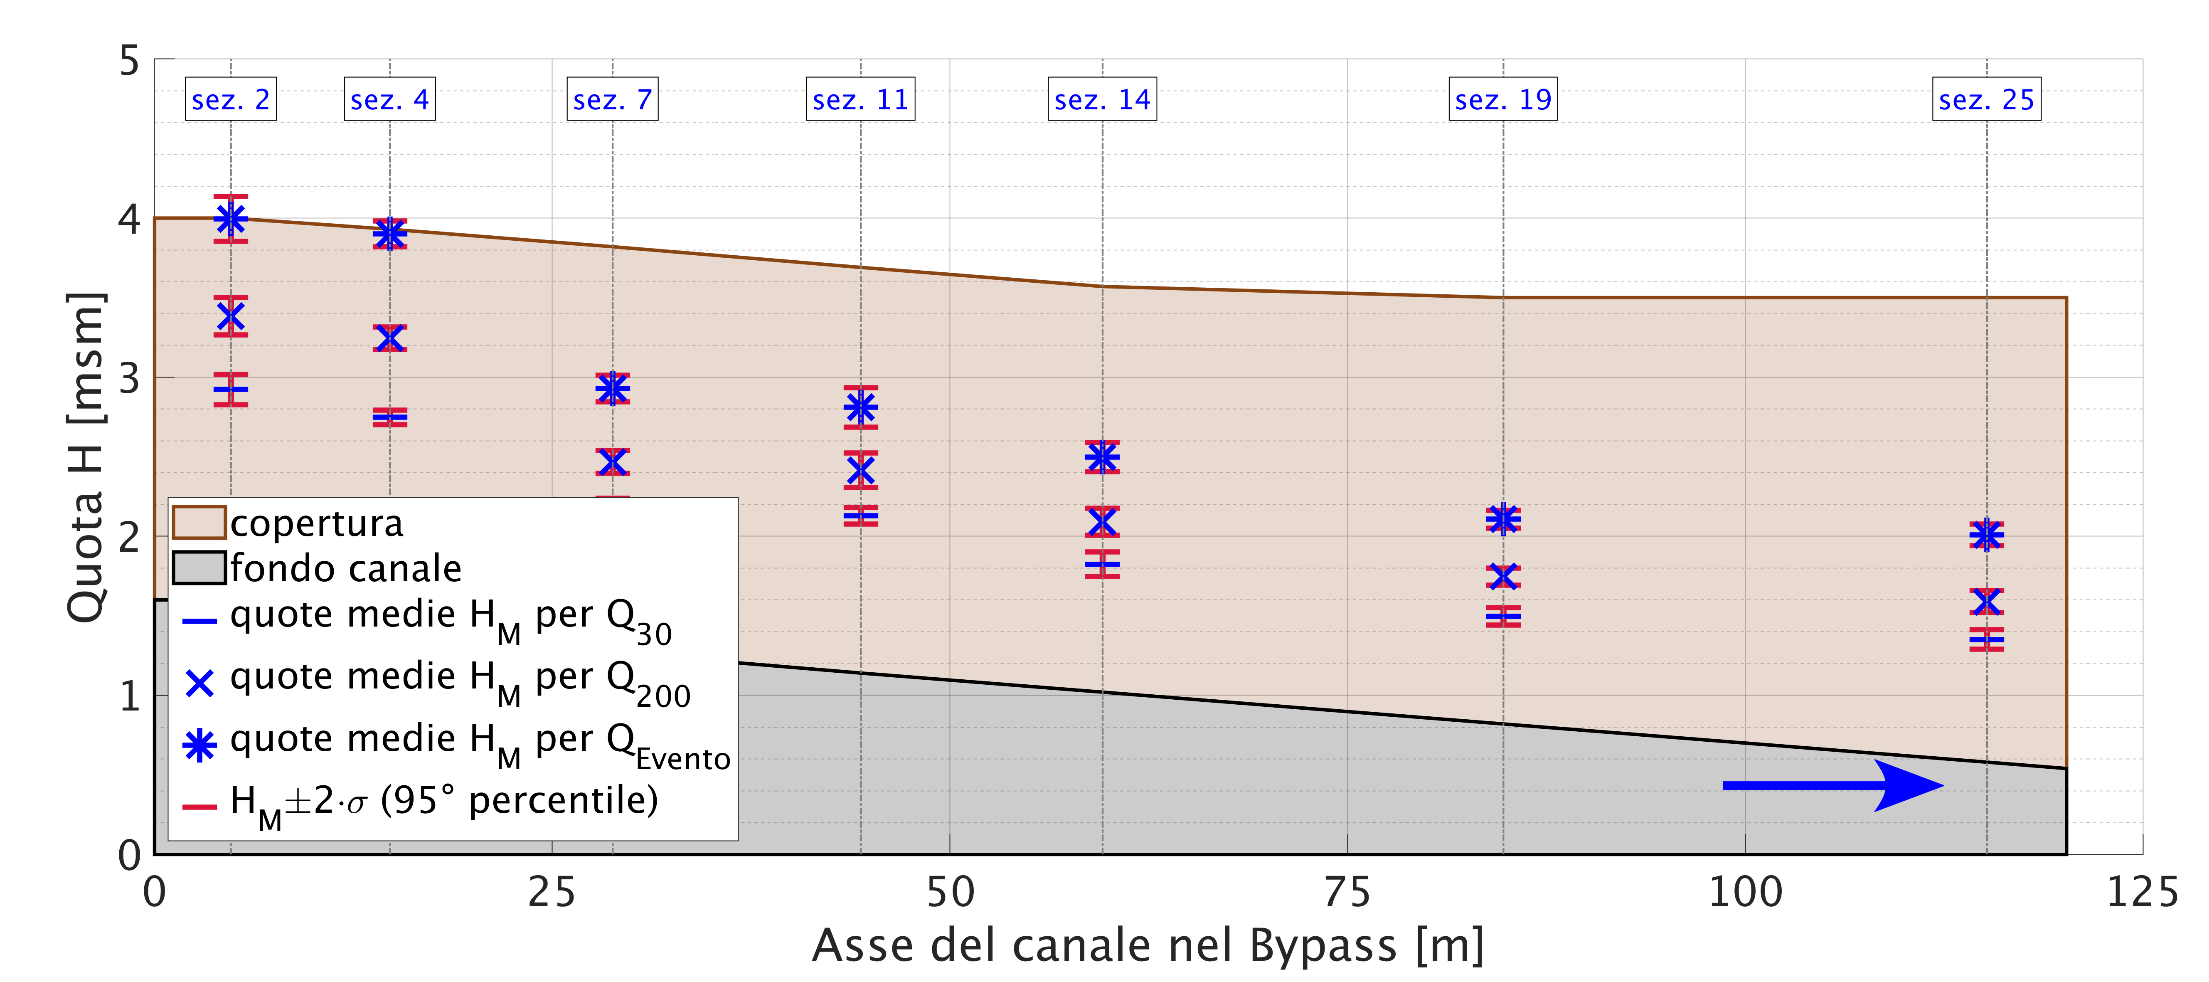 5
sez. 2 sez. 4 sez. 7 sez. 11 sez. 14 sez. 19 sez. 25
4
3
2
1
0
Quota H [msm]
copertura
fondo canale
quote medie H_M per Q_30
quote medie H_M per Q_200
quote medie H_M per Q_Evento
H_M±2·σ (95° percentile)
0 25 50 75 100 125
Asse del canale nel Bypass [m]